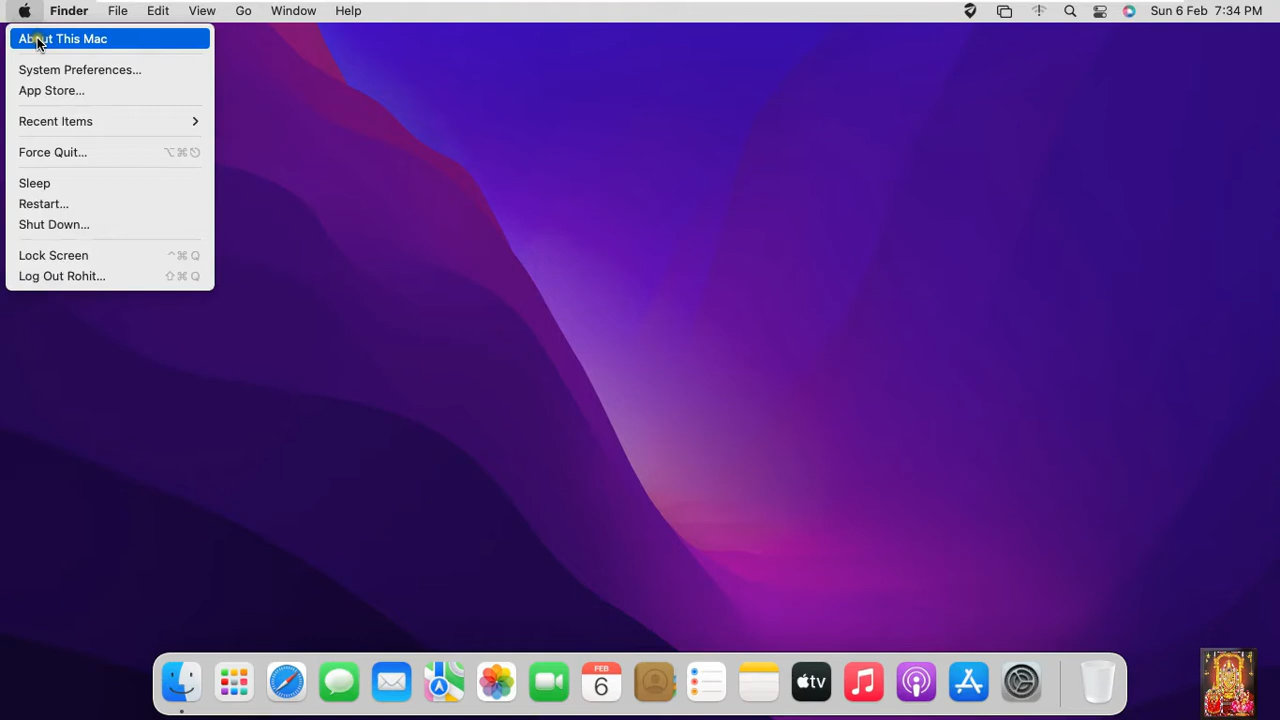 Finder File Edit View Go Window Help Sun 6 Feb 7:34 PM
About This Mac
System Preferences...
App Store...
Recent Items
Force Quit... ⌥⌘⎋
Sleep
Restart...
Shut Down...
Lock Screen ^⌘Q
Log Out Rohit... ⇧⌘Q
FEB
6
tv